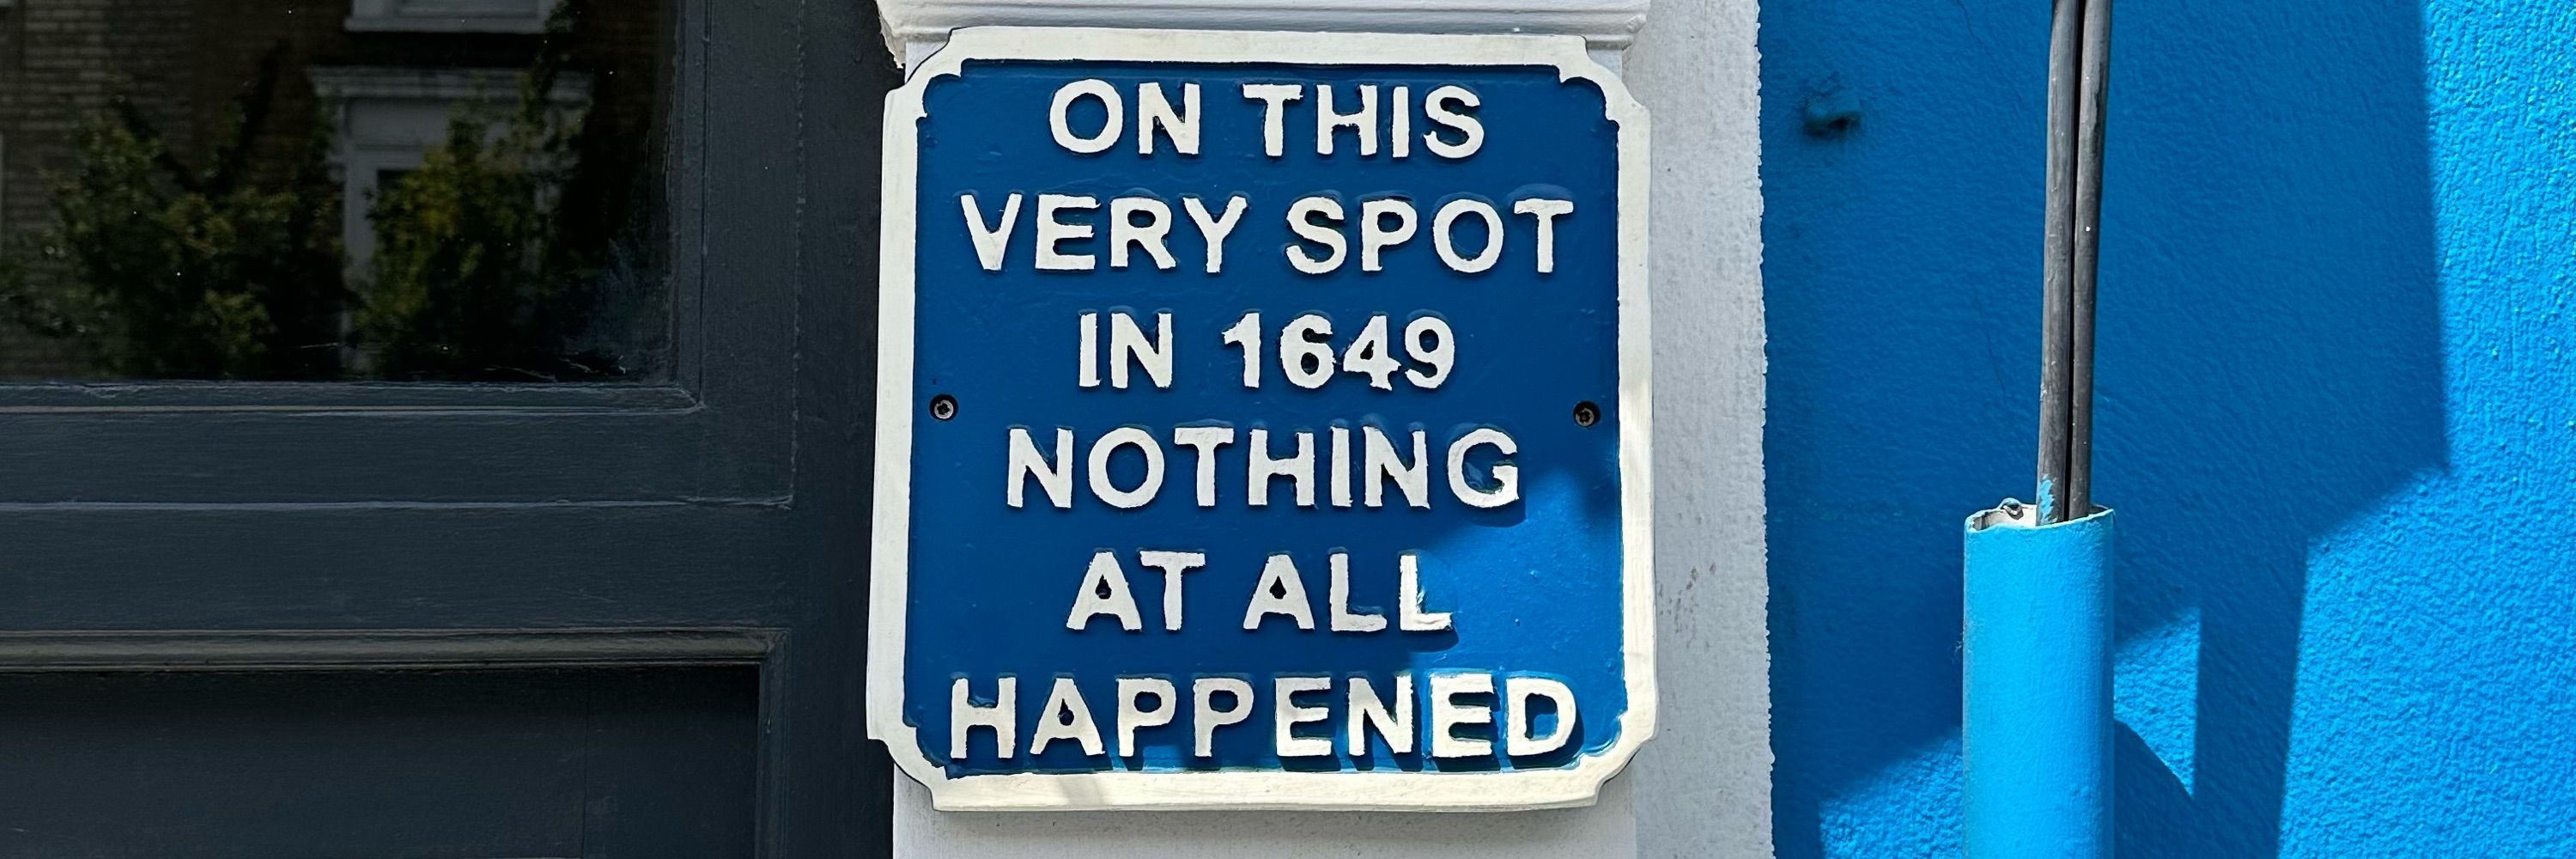 ON THIS
VERY SPOT
IN 1649
NOTHING
AT ALL
HAPPENED